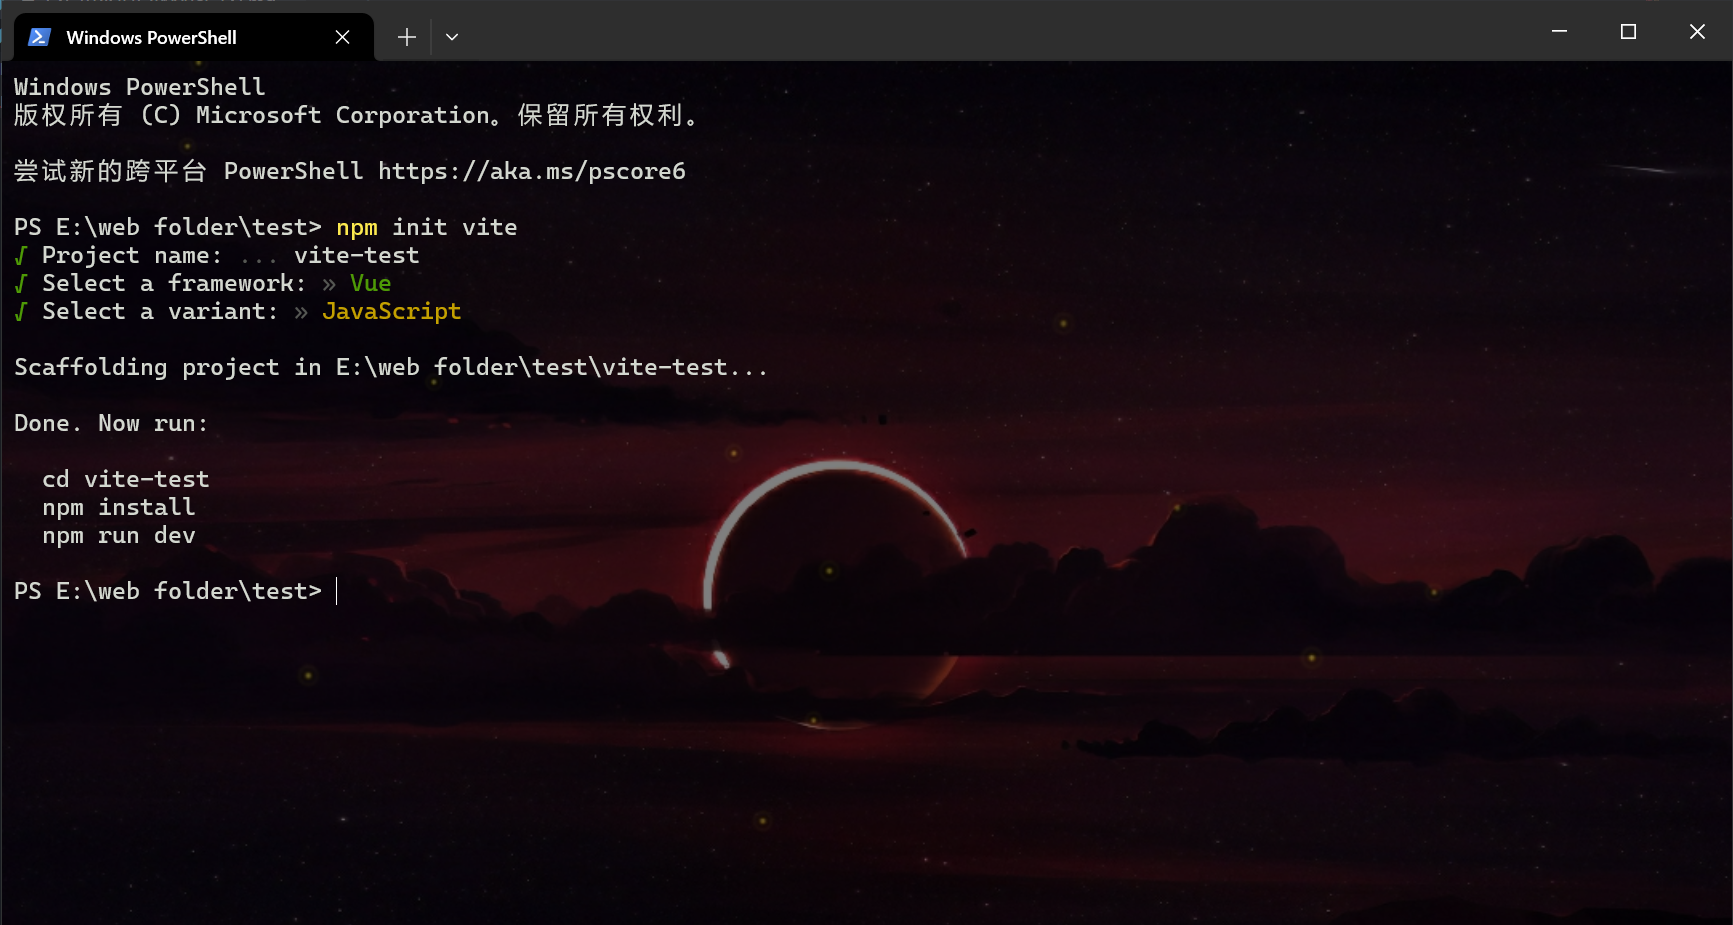 Windows PowerShell
Windows PowerShell
版权所有 (C) Microsoft Corporation。保留所有权利。
尝试新的跨平台 PowerShell https://aka.ms/pscore6
PS E:\web folder\test> npm init vite
√ Project name: ... vite-test
√ Select a framework: » Vue
√ Select a variant: » JavaScript
Scaffolding project in E:\web folder\test\vite-test...
Done. Now run:
cd vite-test
npm install
npm run dev
PS E:\web folder\test>